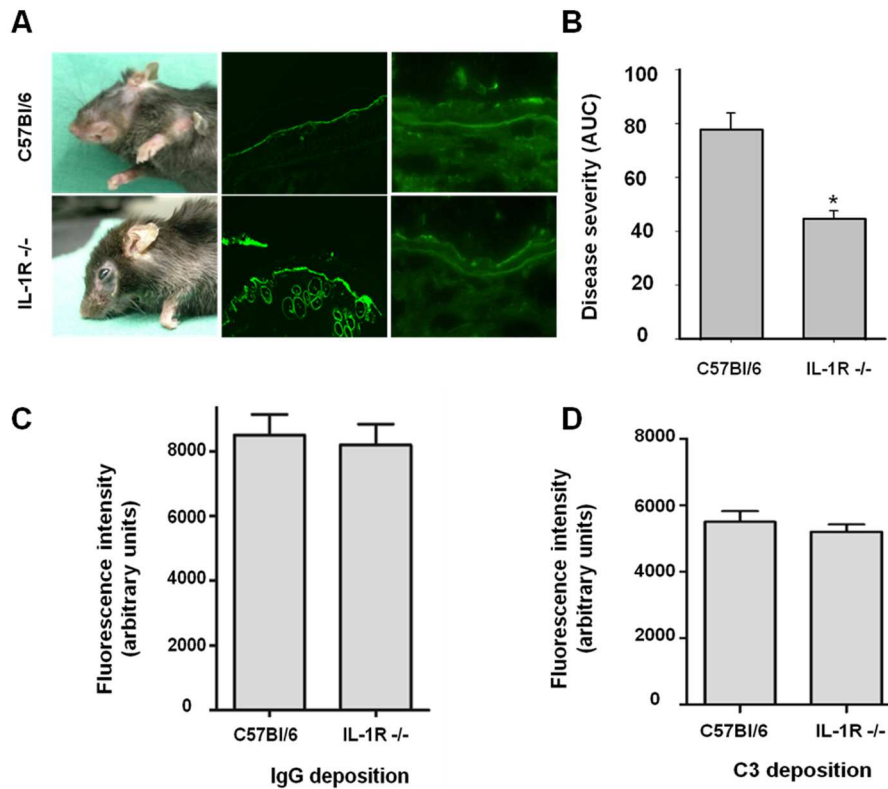 A
C57Bl/6
IL-1R -/-
B
Disease severity (AUC)
100
80
60
40
20
0
*
C57Bl/6 IL-1R -/-
C
Fluorescence intensity
(arbitrary units)
8000
6000
4000
2000
0
C57Bl/6 IL-1R -/-
IgG deposition
D
Fluorescence intensity
(arbitrary units)
8000
6000
4000
2000
0
C57Bl/6 IL-1R -/-
C3 deposition